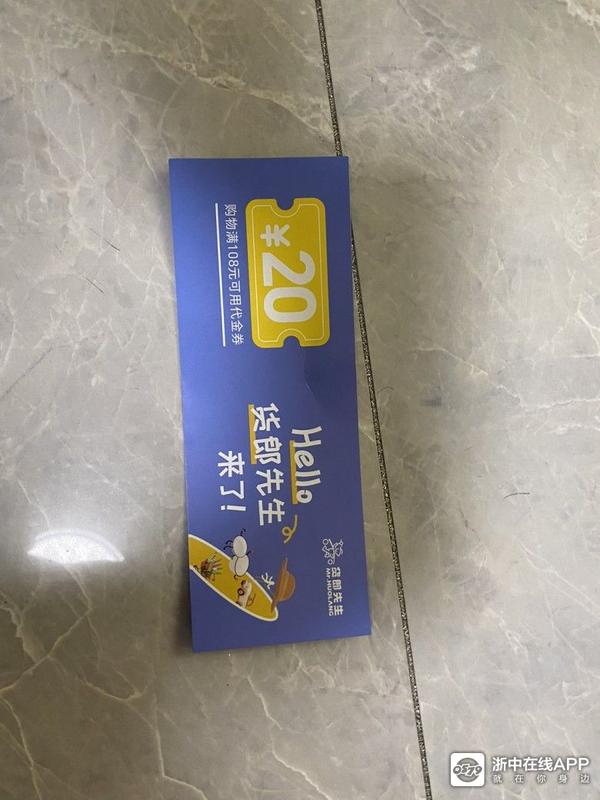 ¥20
购物满108元可用代金券
Hello
货郎先生
来了!
货郎先生
Mr.HUOLANG
浙中在线APP
就在你身边